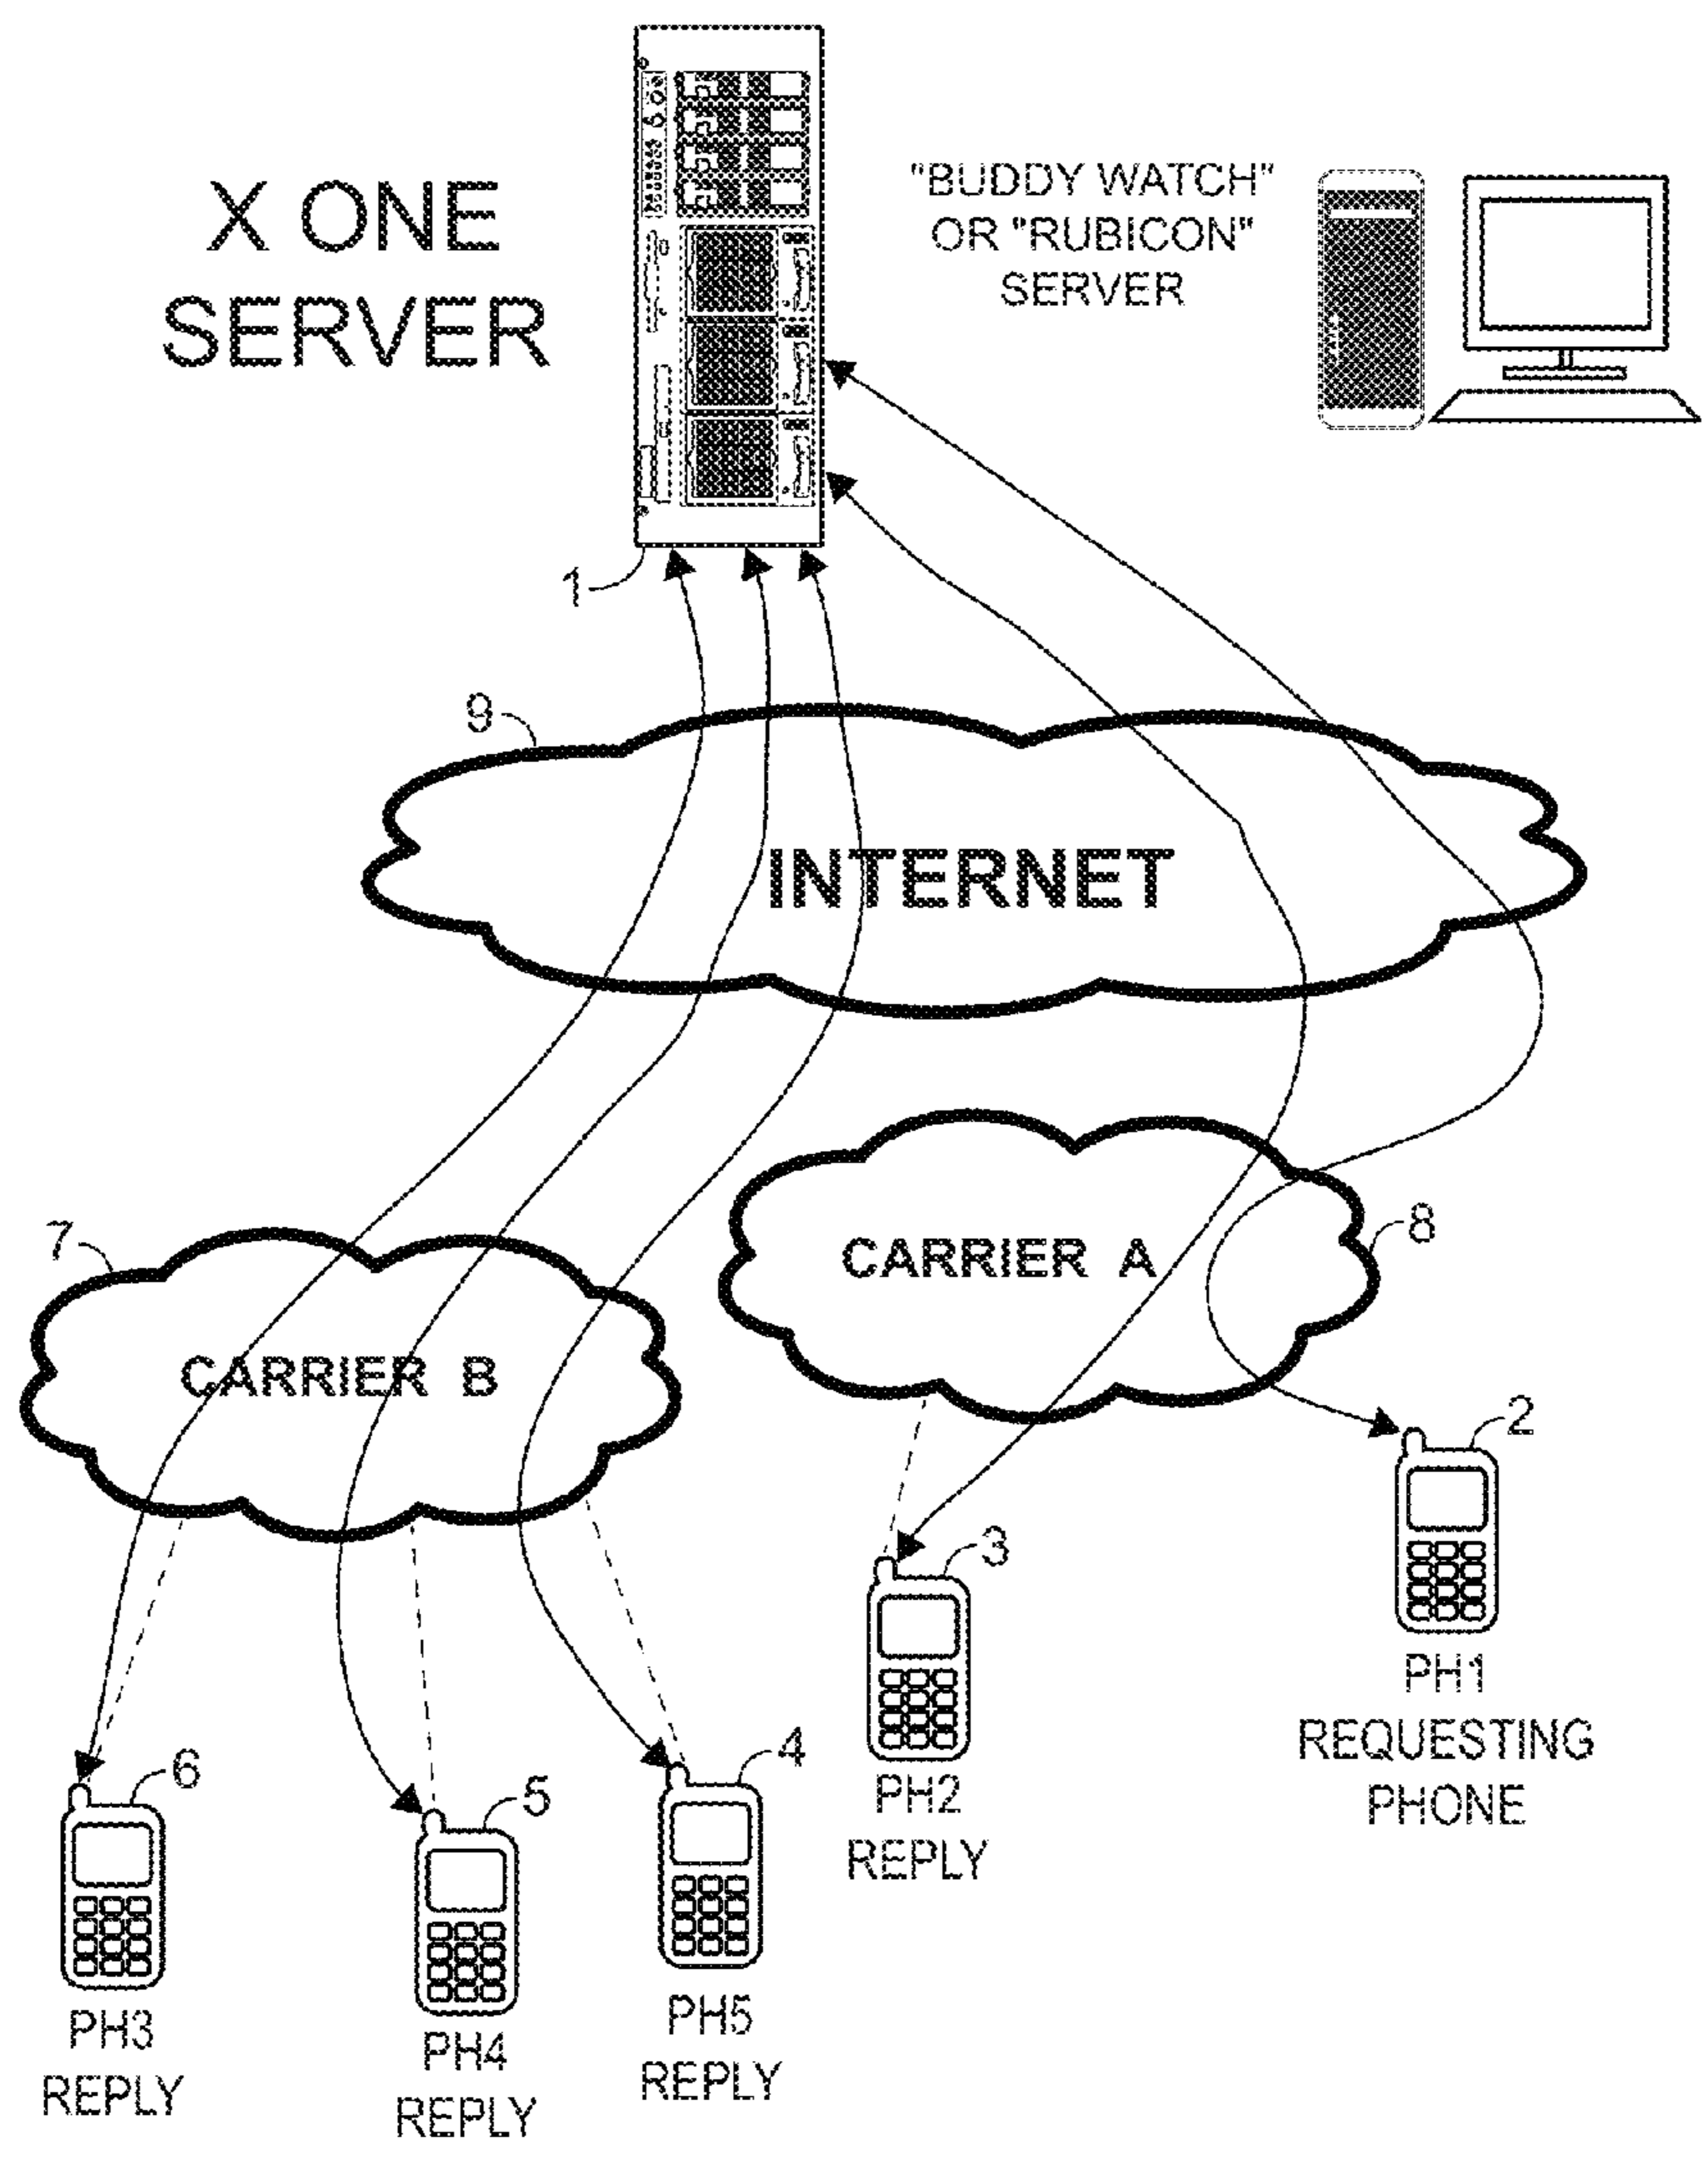 X ONE
SERVER
"BUDDY WATCH"
OR "RUBICON"
SERVER
1
9
INTERNET
7
CARRIER B
CARRIER A
8
2
PH1
REQUESTING
PHONE
3
PH2
REPLY
6
PH3
REPLY
5
PH4
REPLY
4
PH5
REPLY